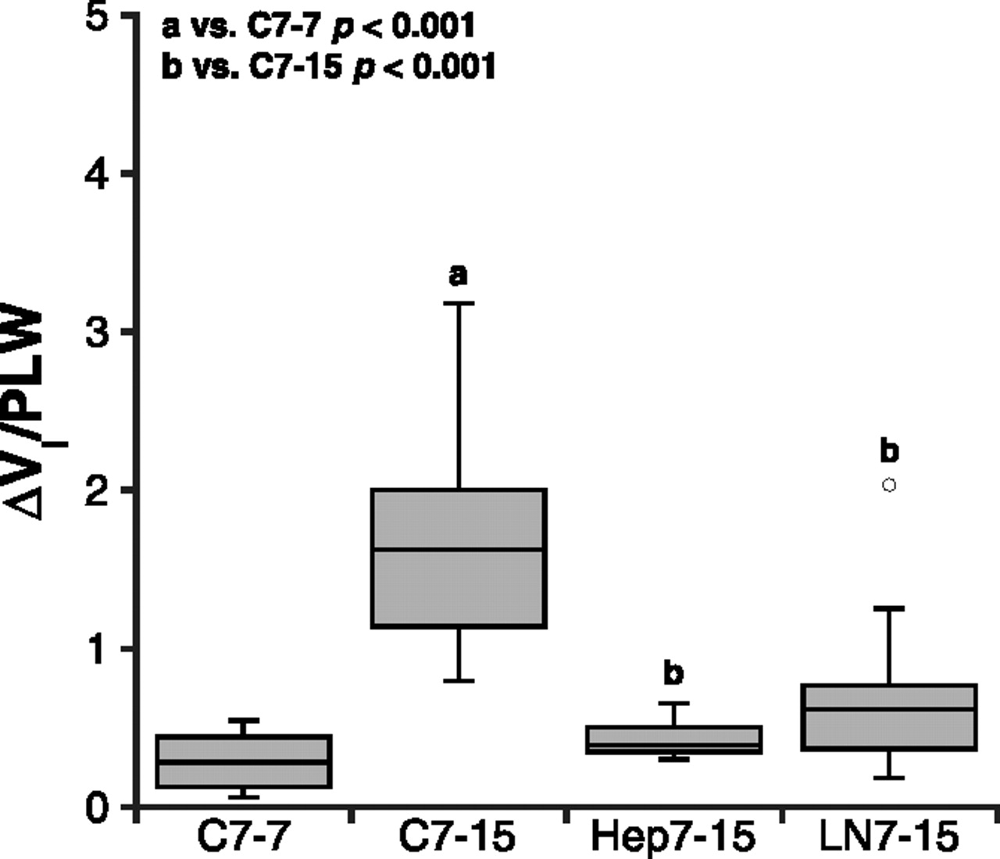 a vs. C7-7 p < 0.001
b vs. C7-15 p < 0.001
5
4
3
2
1
0
ΔVI/PLW
a
b
b
C7-7
C7-15
Hep7-15
LN7-15